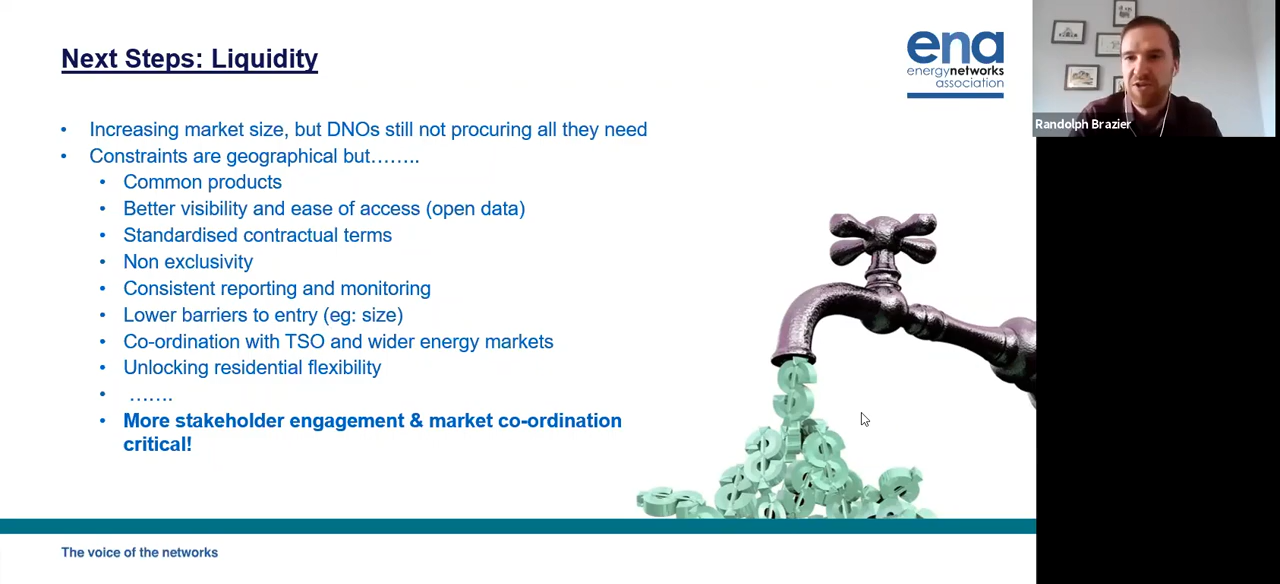 Next Steps: Liquidity
ena
energynetworks
association
Randolph Brazier
• Increasing market size, but DNOs still not procuring all they need
• Constraints are geographical but……..
• Common products
• Better visibility and ease of access (open data)
• Standardised contractual terms
• Non exclusivity
• Consistent reporting and monitoring
• Lower barriers to entry (eg: size)
• Co-ordination with TSO and wider energy markets
• Unlocking residential flexibility
• …….
• More stakeholder engagement & market co-ordination
critical!
The voice of the networks